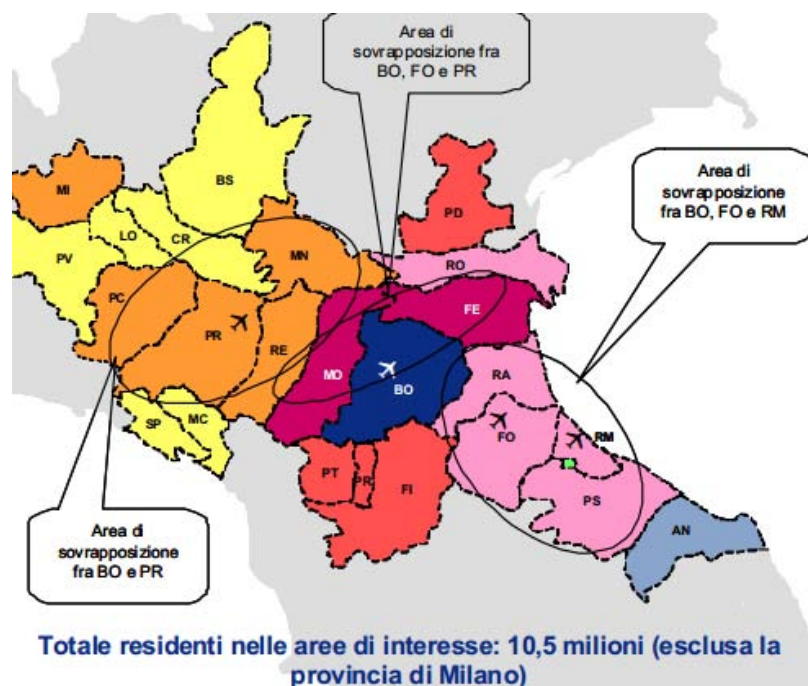 Area di
sovrapposizione fra
BO, FO e PR
Area di
sovrapposizione
fra BO, FO e RM
MI
BS
PD
LO
CR
MN
PV
RO
PC
PR
FE
RE
MO
BO
RA
SP
MC
FO
RM
PT
PR
FI
PS
AN
Area di
sovrapposizione
fra BO e PR
Totale residenti nelle aree di interesse: 10,5 milioni (esclusa la
provincia di Milano)